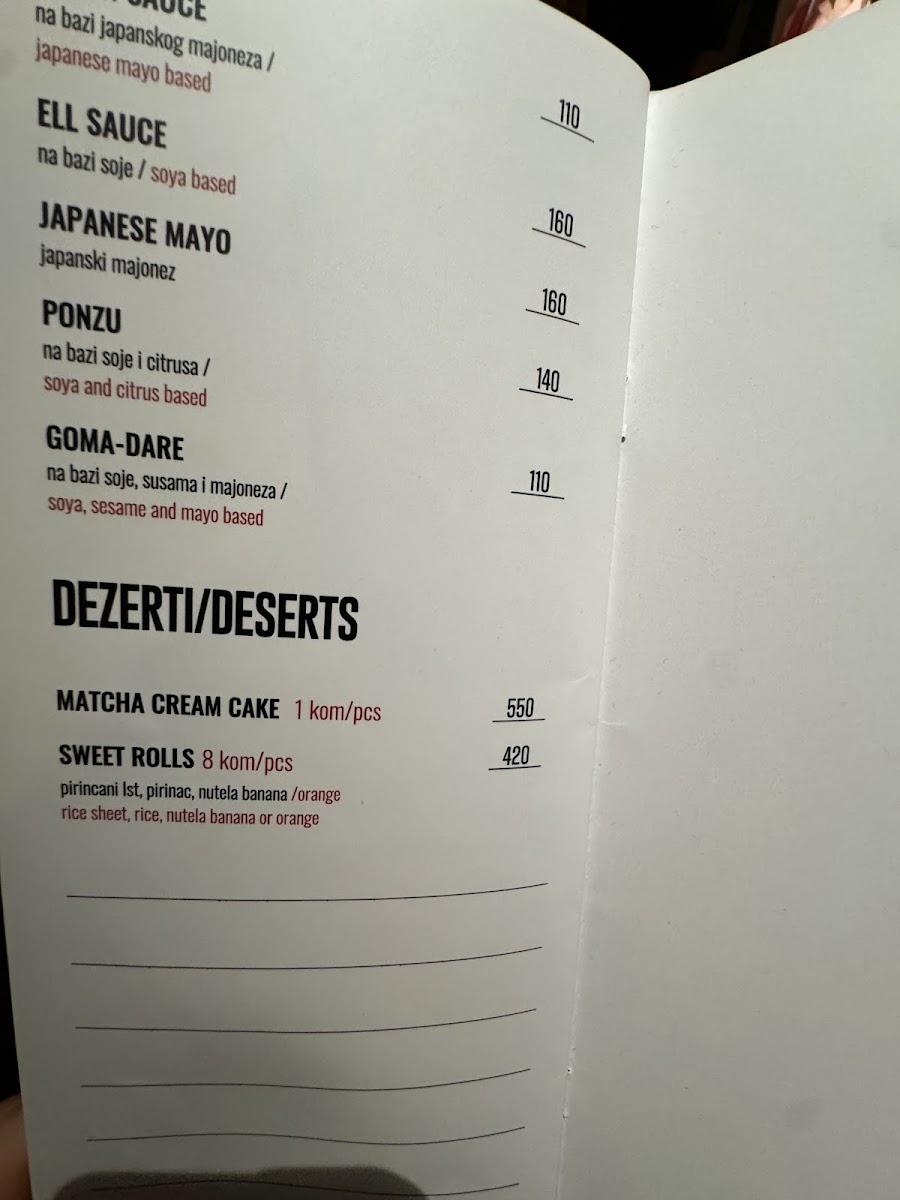 SAUCE
na bazi japanskog majoneza /
japanese mayo based
110
ELL SAUCE
na bazi soje / soya based
160
JAPANESE MAYO
japanski majonez
160
PONZU
na bazi soje i citrusa /
soya and citrus based
140
GOMA-DARE
na bazi soje, susama i majoneza /
soya, sesame and mayo based
110
DEZERTI/DESERTS
MATCHA CREAM CAKE 1 kom/pcs 550
SWEET ROLLS 8 kom/pcs 420
pirincani lst, pirinac, nutela banana /orange
rice sheet, rice, nutela banana or orange